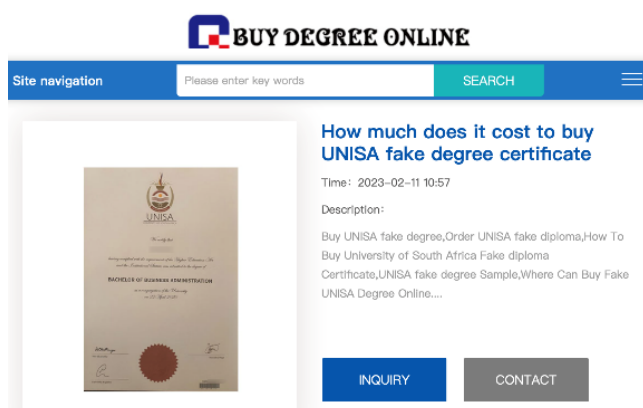 BUY DEGREE ONLINE
Site navigation
Please enter key words
SEARCH
How much does it cost to buy
UNISA fake degree certificate
Time: 2023-02-11 10:57
Description:
Buy UNISA fake degree,Order UNISA fake diploma,How To
Buy University of South Africa Fake diploma
Certificate,UNISA fake degree Sample,Where Can Buy Fake
UNISA Degree Online....
INQUIRY
CONTACT
UNISA
We certify that
BACHELOR OF BUSINESS ADMINISTRATION